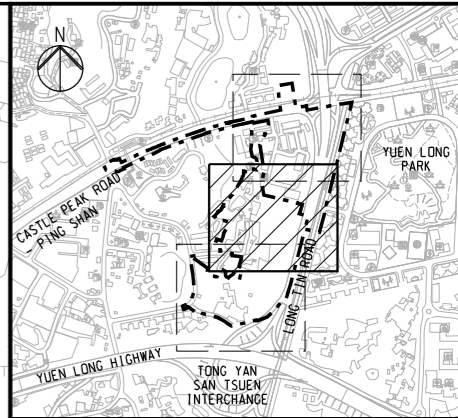 N
YUEN LONG
PARK
CASTLE PEAK ROAD
PING SHAN
LONG TIN ROAD
YUEN LONG HIGHWAY
TONG YAN
SAN TSUEN
INTERCHANGE